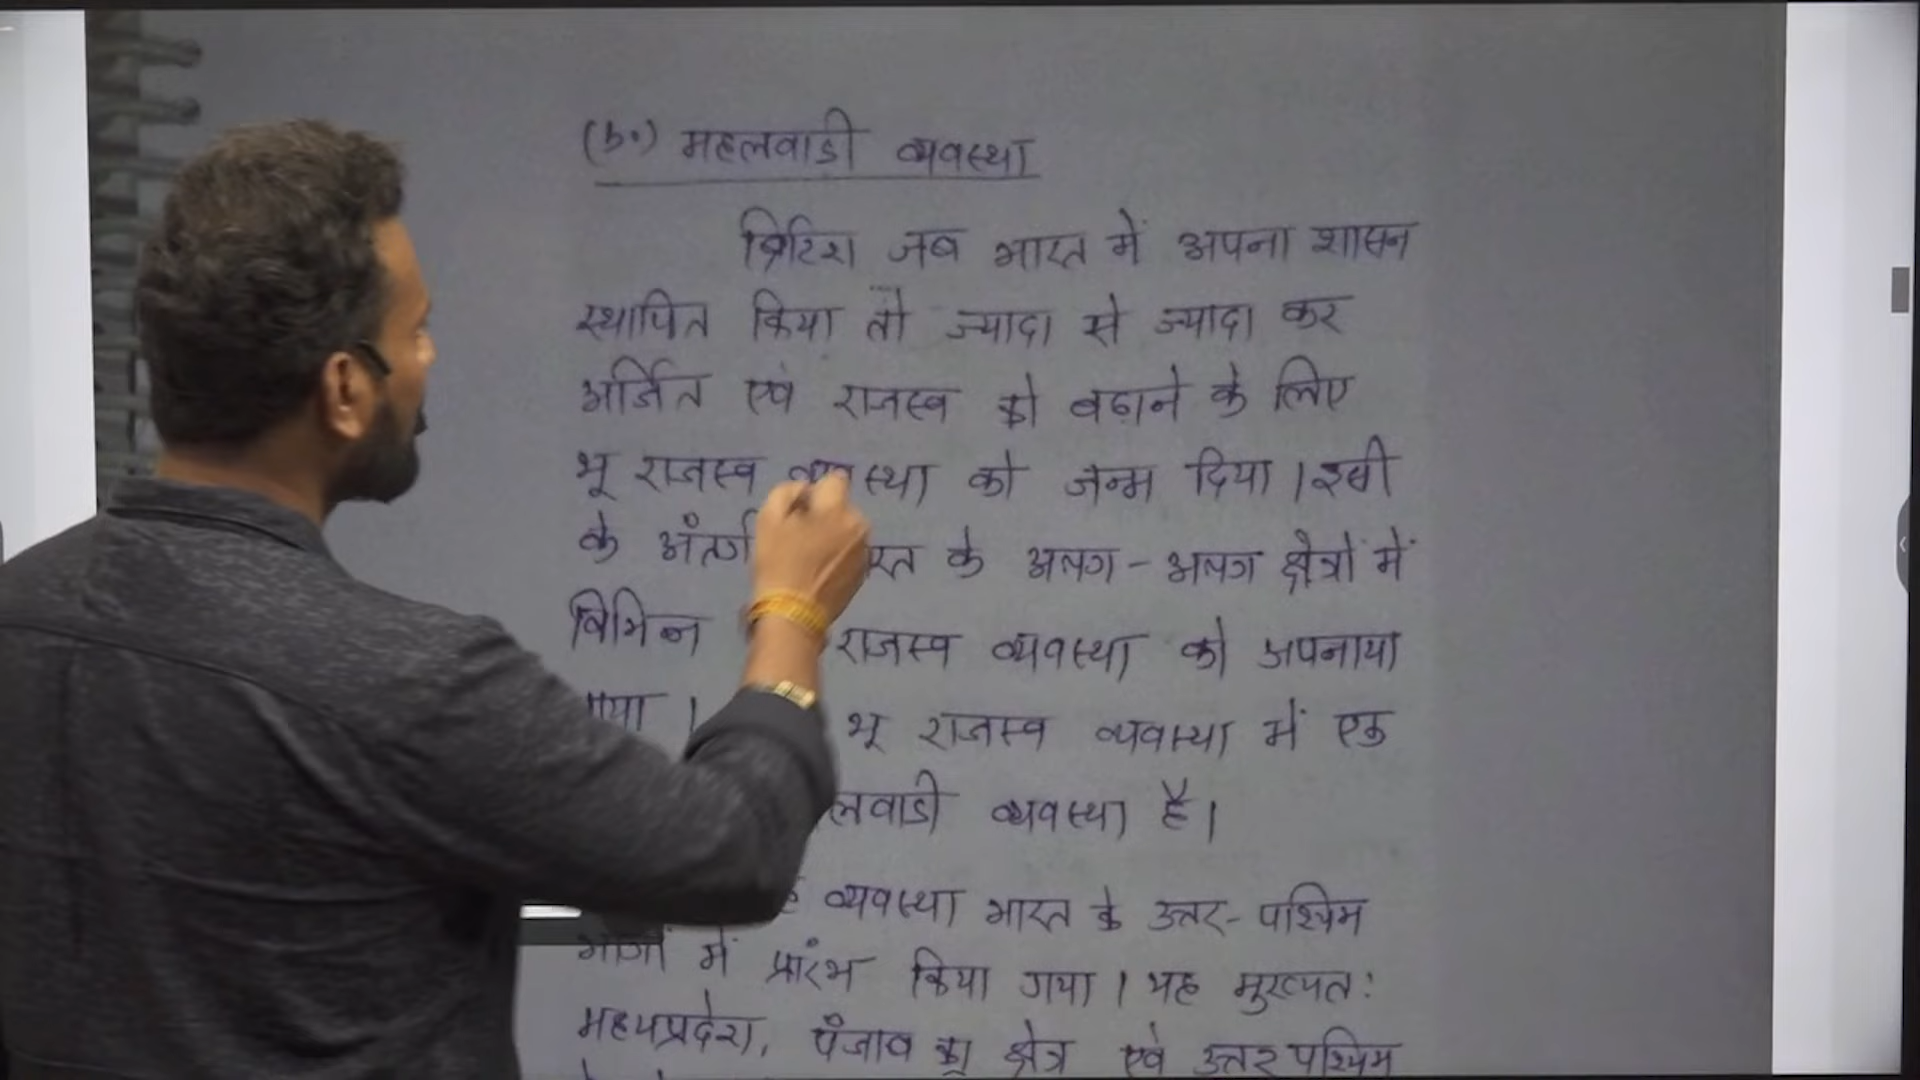 (b.) महलवाडी व्यवस्था
ब्रिटिश जब भारत में अपना शासन
स्थापित किया तो ज्यादा से ज्यादा कर
अर्जित एवं राजस्व को बढ़ाने के लिए
भू राजस्व व्यवस्था को जन्म दिया । इसी
के के अलग - अलग क्षेत्रों में
विभिन्न राजस्व व्यवस्था को अपनाया
गया । भू राजस्व व्यवस्था में एक
व्यवस्था है ।
व्यवस्था भारत के उत्तर - पश्चिम
भागों में प्रारंभ किया गया । यह मुख्यत :
मध्यप्रदेश, पंजाब का क्षेत्र एवं उत्तर पश्चिम